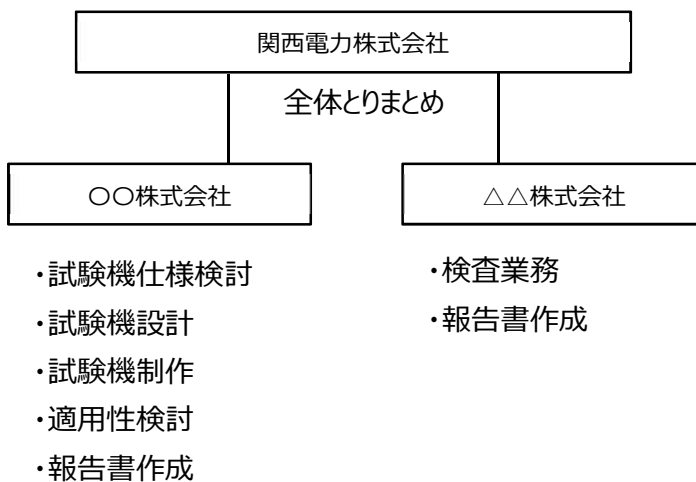 関西電力株式会社
全体とりまとめ
〇〇株式会社
・試験機仕様検討
・試験機設計
・試験機制作
・適用性検討
・報告書作成
△△株式会社
・検査業務
・報告書作成